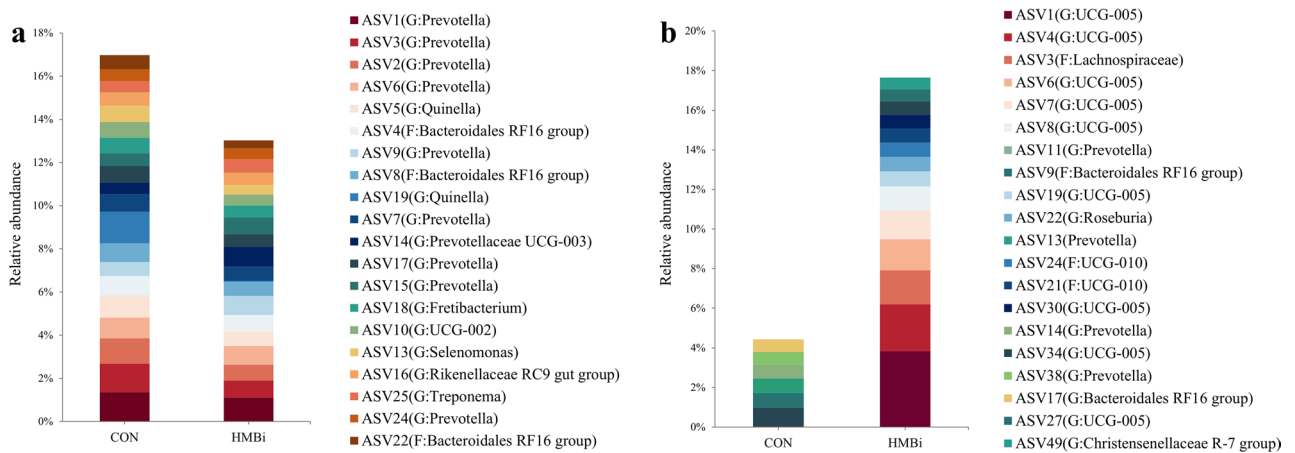 a
18%
16%
14%
12%
10%
8%
6%
4%
2%
0%
Relative abundance
CON
HMBi
ASV1(G:Prevotella)
ASV3(G:Prevotella)
ASV2(G:Prevotella)
ASV6(G:Prevotella)
ASV5(G:Quinella)
ASV4(F:Bacteroidales RF16 group)
ASV9(G:Prevotella)
ASV8(F:Bacteroidales RF16 group)
ASV19(G:Quinella)
ASV7(G:Prevotella)
ASV14(G:Prevotellaceae UCG-003)
ASV17(G:Prevotella)
ASV15(G:Prevotella)
ASV18(G:Fretibacterium)
ASV10(G:UCG-002)
ASV13(G:Selenomonas)
ASV16(G:Rikenellaceae RC9 gut group)
ASV25(G:Treponema)
ASV24(G:Prevotella)
ASV22(F:Bacteroidales RF16 group)
b
20%
18%
16%
14%
12%
10%
8%
6%
4%
2%
0%
Relative abundance
CON
HMBi
ASV1(G:UCG-005)
ASV4(G:UCG-005)
ASV3(F:Lachnospiraceae)
ASV6(G:UCG-005)
ASV7(G:UCG-005)
ASV8(G:UCG-005)
ASV11(G:Prevotella)
ASV9(F:Bacteroidales RF16 group)
ASV19(G:UCG-005)
ASV22(G:Roseburia)
ASV13(Prevotella)
ASV24(F:UCG-010)
ASV21(F:UCG-010)
ASV30(G:UCG-005)
ASV14(G:Prevotella)
ASV34(G:UCG-005)
ASV38(G:Prevotella)
ASV17(G:Bacteroidales RF16 group)
ASV27(G:UCG-005)
ASV49(G:Christensenellaceae R-7 group)